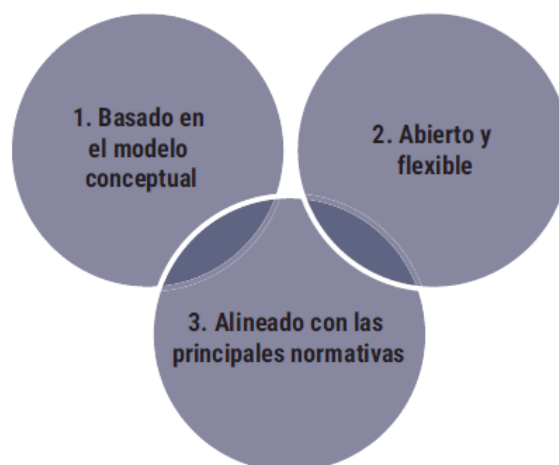 1. Basado en
el modelo
conceptual
2. Abierto y
flexible
3. Alineado con las
principales normativas